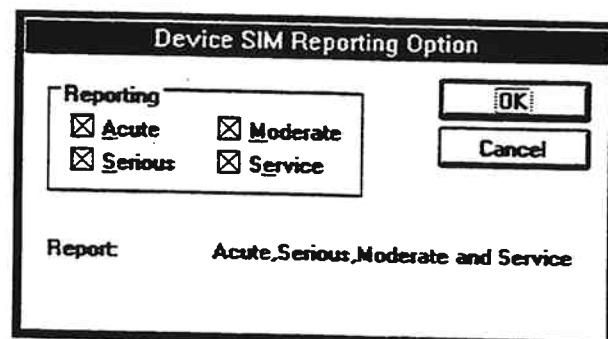 Device SIM Reporting Option
Reporting
Acute
Moderate
Serious
Service
OK
Cancel
Report: Acute,Serious,Moderate and Service